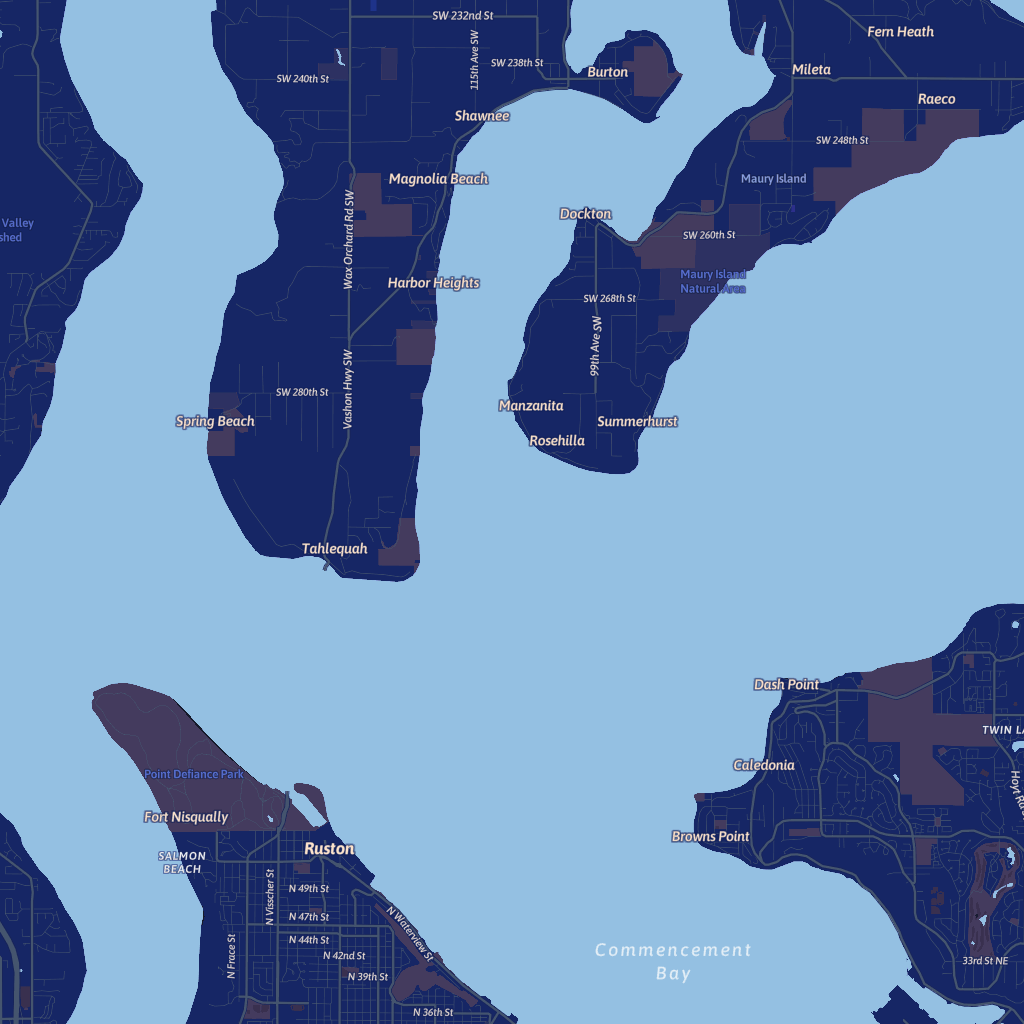 SW 232nd St
Fern Heath
115th Ave SW
SW 238th St
Mileta
Burton
SW 240th St
Raeco
Shawnee
SW 248th St
Magnolia Beach
Maury Island
Wax Orchard Rd SW
Dockton
Valley
shed
SW 260th St
Maury Island
Natural Area
Harbor Heights
SW 268th St
99th Ave SW
Vashon Hwy SW
SW 280th St
Manzanita
Spring Beach
Summerhurst
Rosehilla
Tahlequah
Dash Point
TWIN LA
Caledonia
Point Defiance Park
Hoyt Rd
Fort Nisqually
Browns Point
Ruston
SALMON
BEACH
N Visscher St
N 49th St
N 47th St
N Waterview St
N 44th St
N Frace St
N 42nd St
Commencement
Bay
33rd St NE
N 39th St
N 36th St